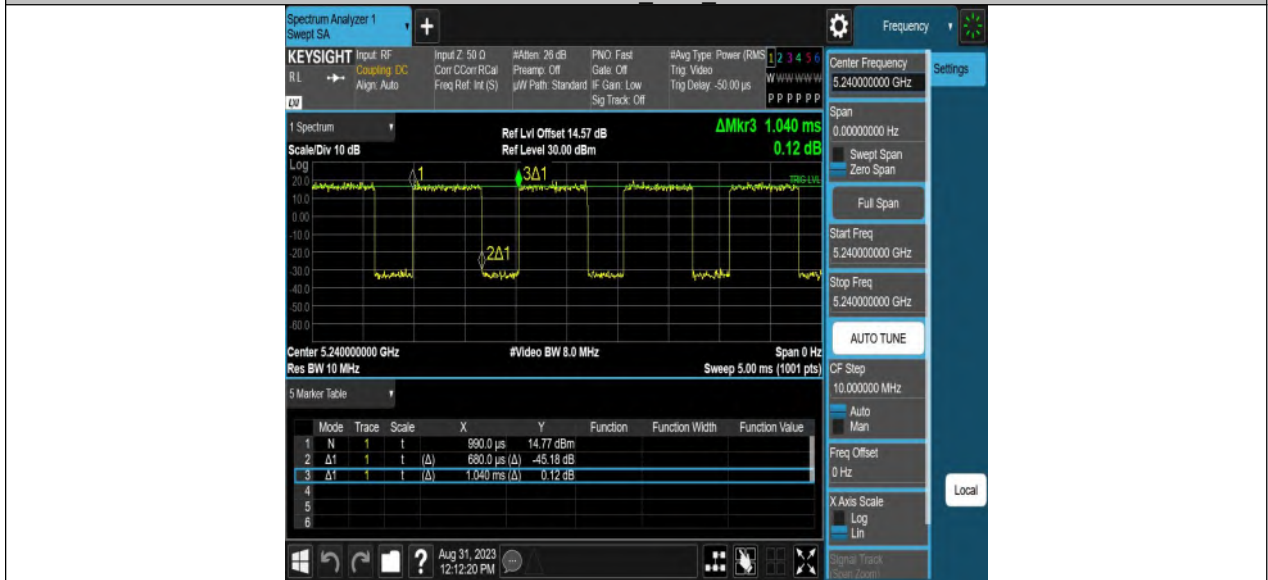 Spectrum Analyzer 1
Swept SA
+
Frequency
KEYSIGHT Input: RF Input Z: 50 Ω #Atten: 26 dB PNO: Fast #Avg Type: Power (RMS 1 2 3 4 5 6
RL Coupling: DC Corr CCorr RCal Preamp: Off Gate: Off Trig: Video W W W W W W
Align: Auto Freq Ref: Int (S) μW Path: Standard IF Gain: Low Trig Delay: -50.00 μs
Sig Track: Off P P P P P P
LXI
1 Spectrum
Ref Lvl Offset 14.57 dB
ΔMkr3 1.040 ms
Scale/Div 10 dB
Ref Level 30.00 dBm
0.12 dB
Log
1
3Δ1
TRIG LVL
20.0
10.0
0.00
-10.0
-20.0
2Δ1
-30.0
-40.0
-50.0
-60.0
Center 5.240000000 GHz #Video BW 8.0 MHz Span 0 Hz
Res BW 10 MHz Sweep 5.00 ms (1001 pts)
5 Marker Table
Mode Trace Scale X Y Function Function Width Function Value
1 N 1 t 990.0 μs 14.77 dBm
2 Δ1 1 t (Δ) 680.0 μs (Δ) -45.18 dB
3 Δ1 1 t (Δ) 1.040 ms (Δ) 0.12 dB
4
5
6
? Aug 31, 2023
12:12:20 PM
Center Frequency
5.240000000 GHz
Settings
Span
0.00000000 Hz
Swept Span
Zero Span
Full Span
Start Freq
5.240000000 GHz
Stop Freq
5.240000000 GHz
AUTO TUNE
CF Step
10.000000 MHz
Auto
Man
Freq Offset
0 Hz
X Axis Scale
Log
Lin
Local
Signal Track
(Span Zoom)